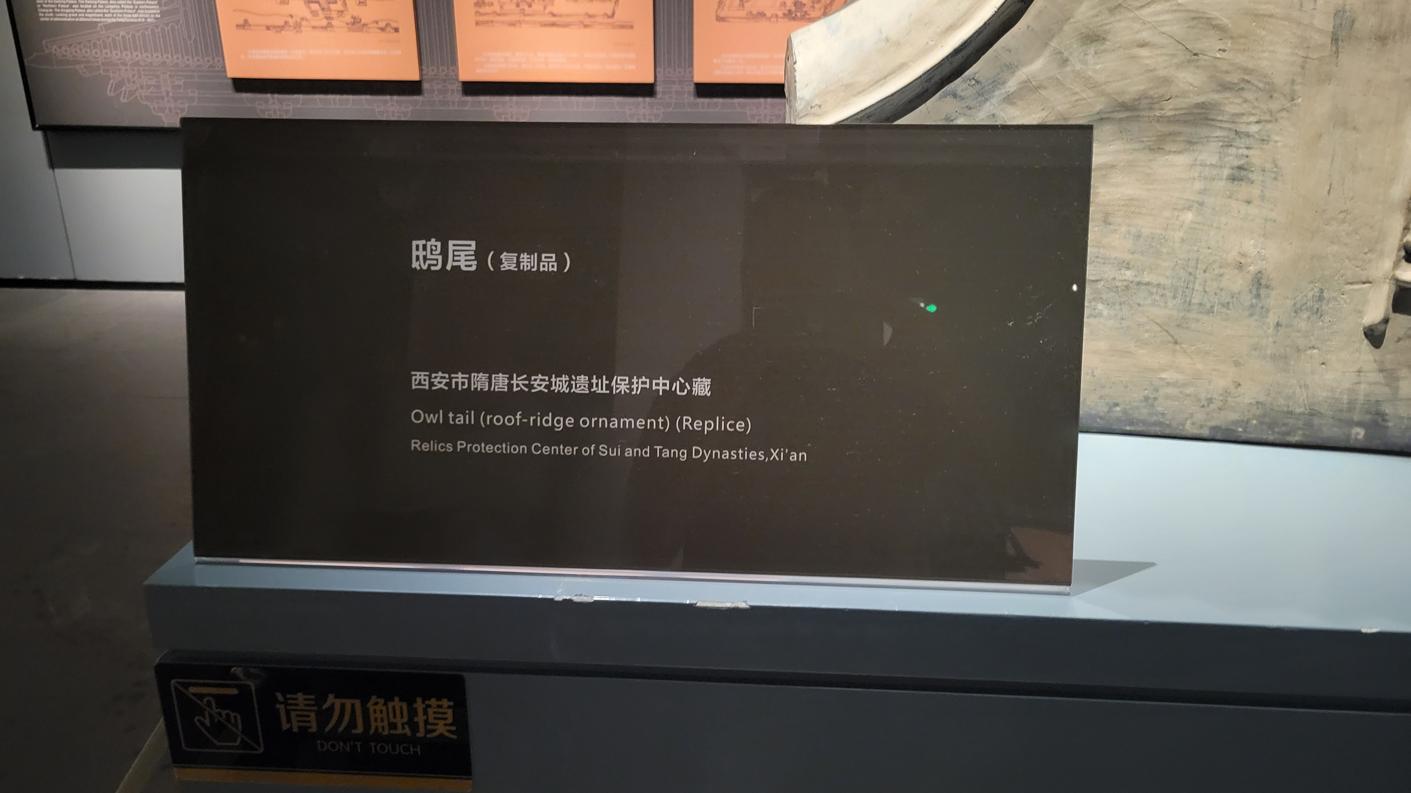 鸱尾（复制品）
西安市隋唐长安城遗址保护中心藏
Owl tail (roof-ridge ornament) (Replice)
Relics Protection Center of Sui and Tang Dynasties,Xi'an
请勿触摸
DON'T TOUCH